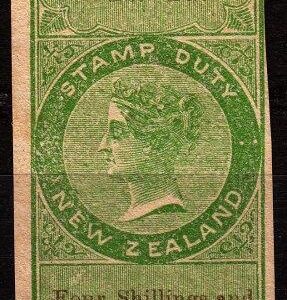 STAMP DUTY
NEW ZEALAND
Four Shillings and